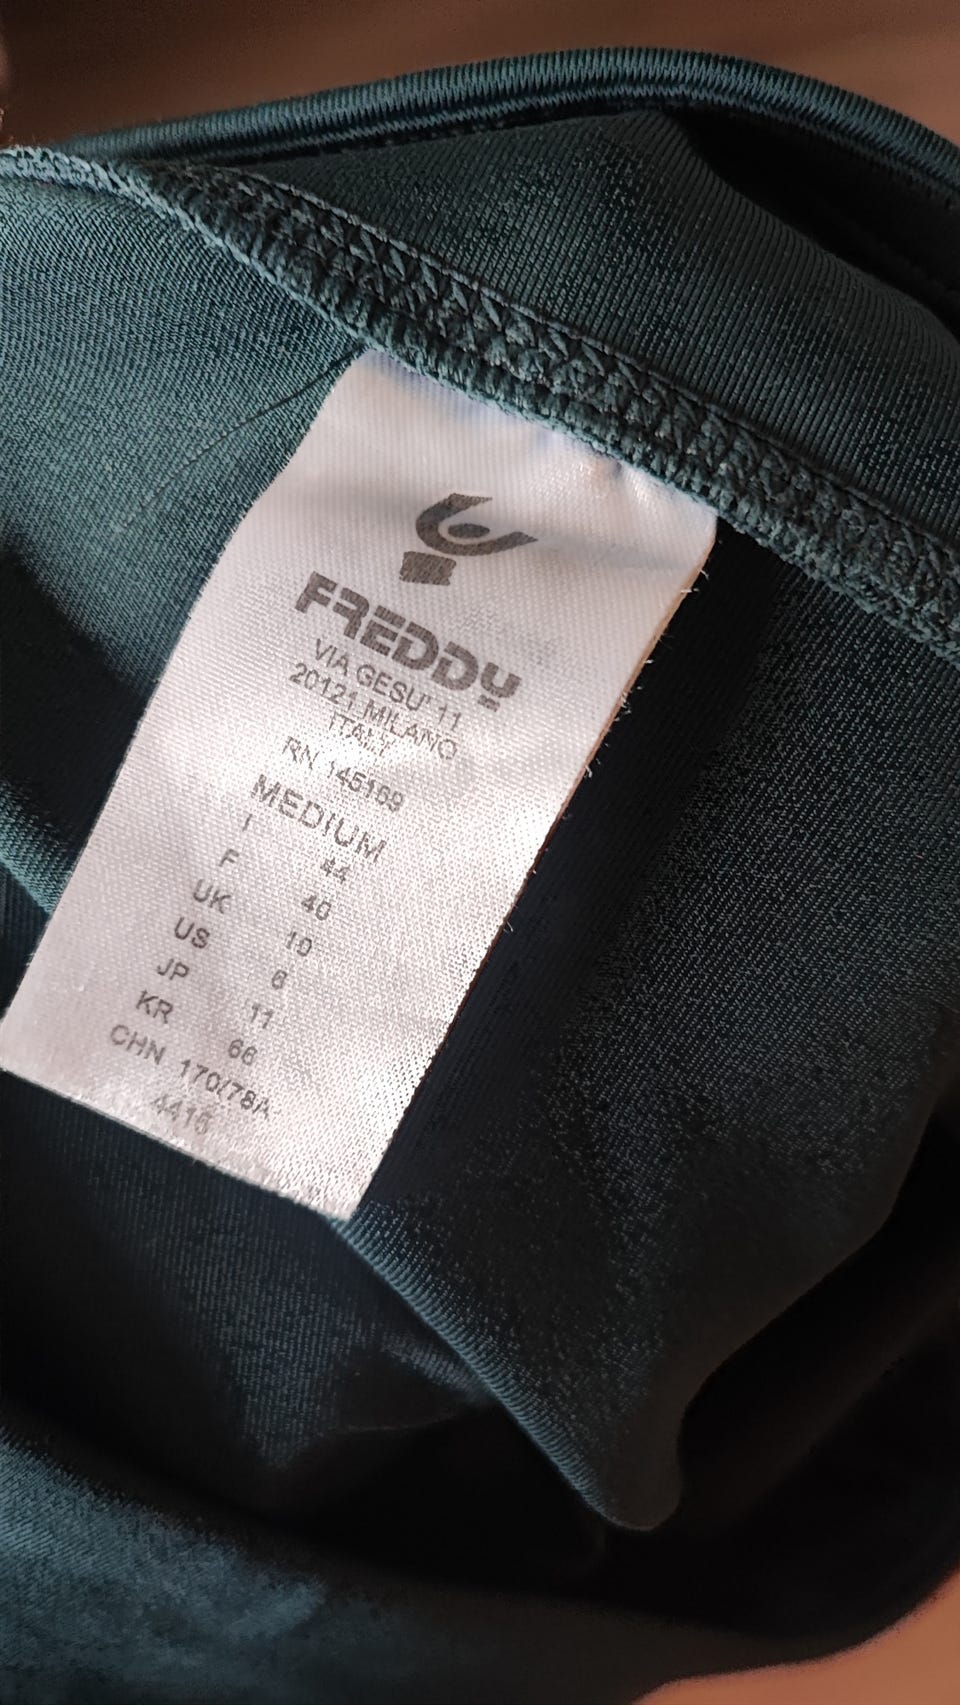 FREDDY
VIA GESU' 11
20121 MILANO
ITALY
RN 145169
MEDIUM
I 44
F 40
UK 10
US 6
JP 11
KR 66
CHN 170/78A
4415